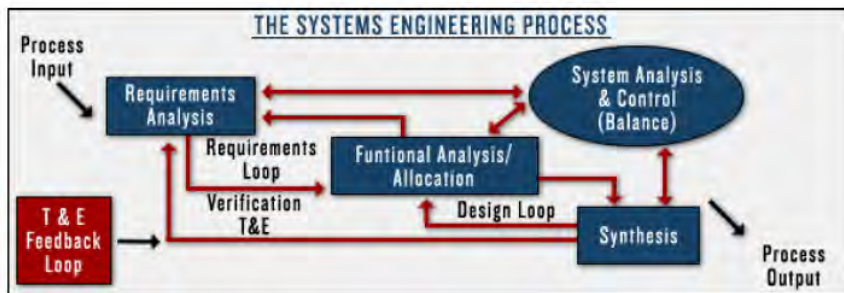 THE SYSTEMS ENGINEERING PROCESS
Process
Input
Requirements
Analysis
System Analysis
& Control
(Balance)
Requirements
Loop
Funtional Analysis/
Allocation
Verification
T&E
Design Loop
T & E
Feedback
Loop
Synthesis
Process
Output